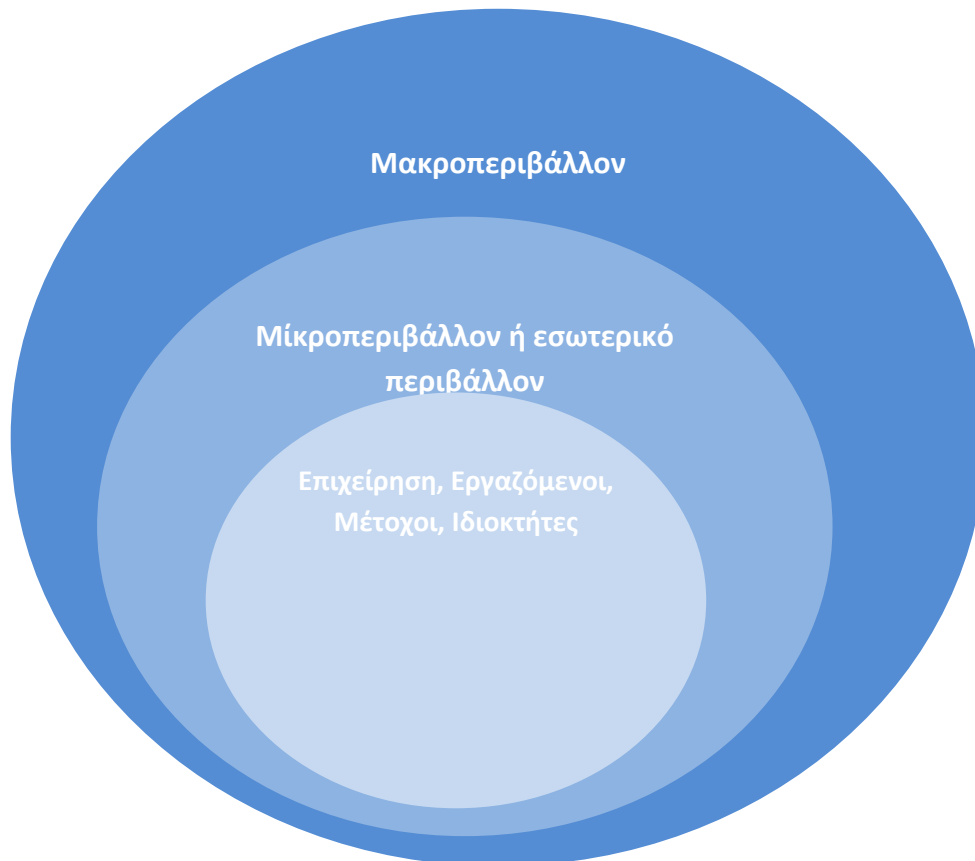 Μακροπεριβάλλον
Μίκροπεριβάλλον ή εσωτερικό
περιβάλλον
Επιχείρηση, Εργαζόμενοι,
Μέτοχοι, Ιδιοκτήτες